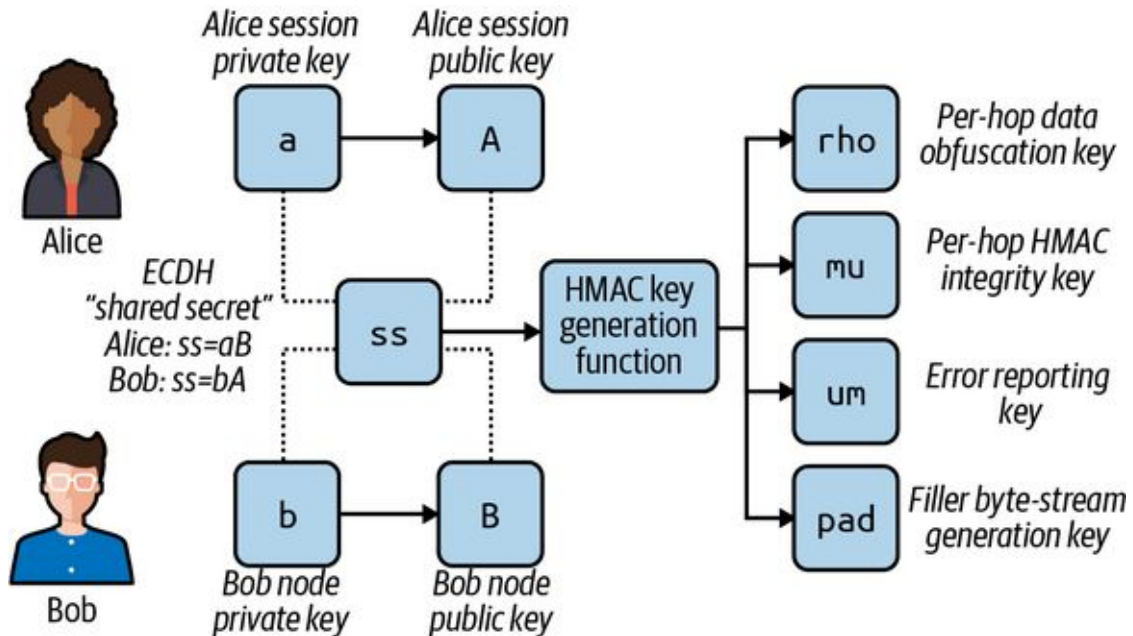 Alice session
private key
Alice session
public key
a
A
Alice
ECDH
“shared secret”
Alice: ss=aB
Bob: ss=bA
ss
HMAC key
generation
function
rho
Per-hop data
obfuscation key
mu
Per-hop HMAC
integrity key
um
Error reporting
key
pad
Filler byte-stream
generation key
b
B
Bob
Bob node
private key
Bob node
public key